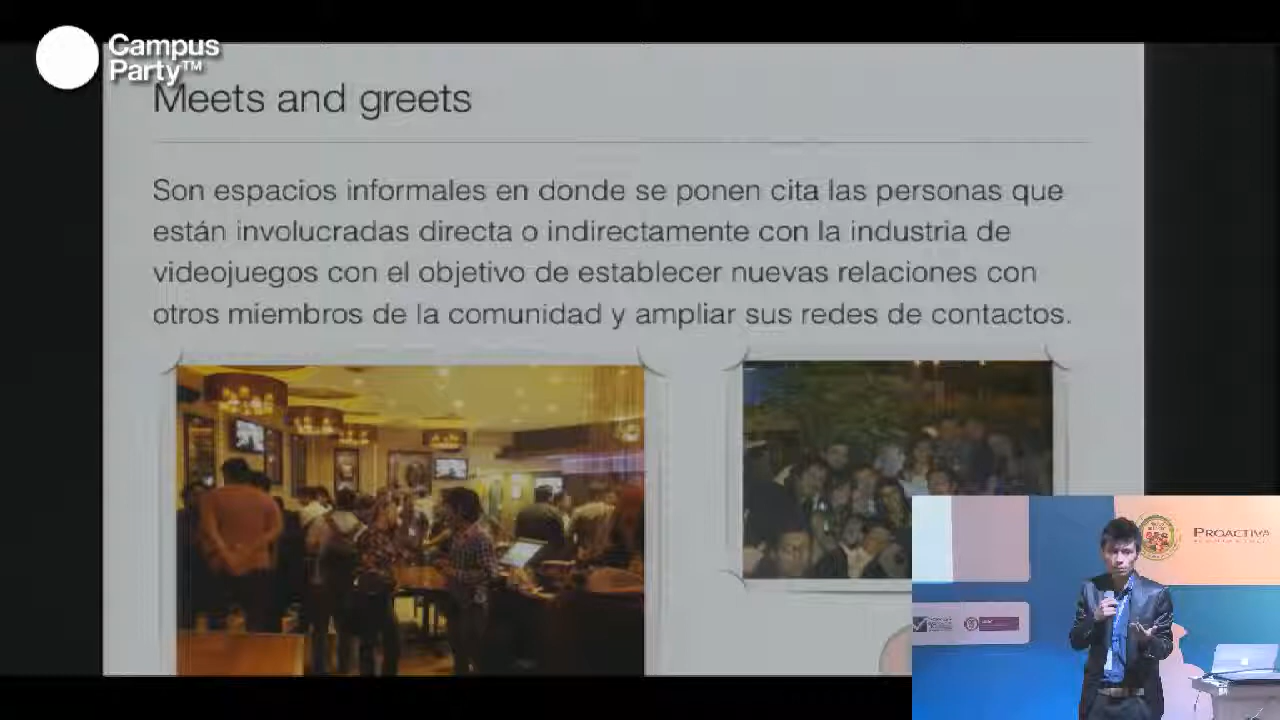 Campus
Party™
Meets and greets
Son espacios informales en donde se ponen cita las personas que
están involucradas directa o indirectamente con la industria de
videojuegos con el objetivo de establecer nuevas relaciones con
otros miembros de la comunidad y ampliar sus redes de contactos.
PROACTIVA